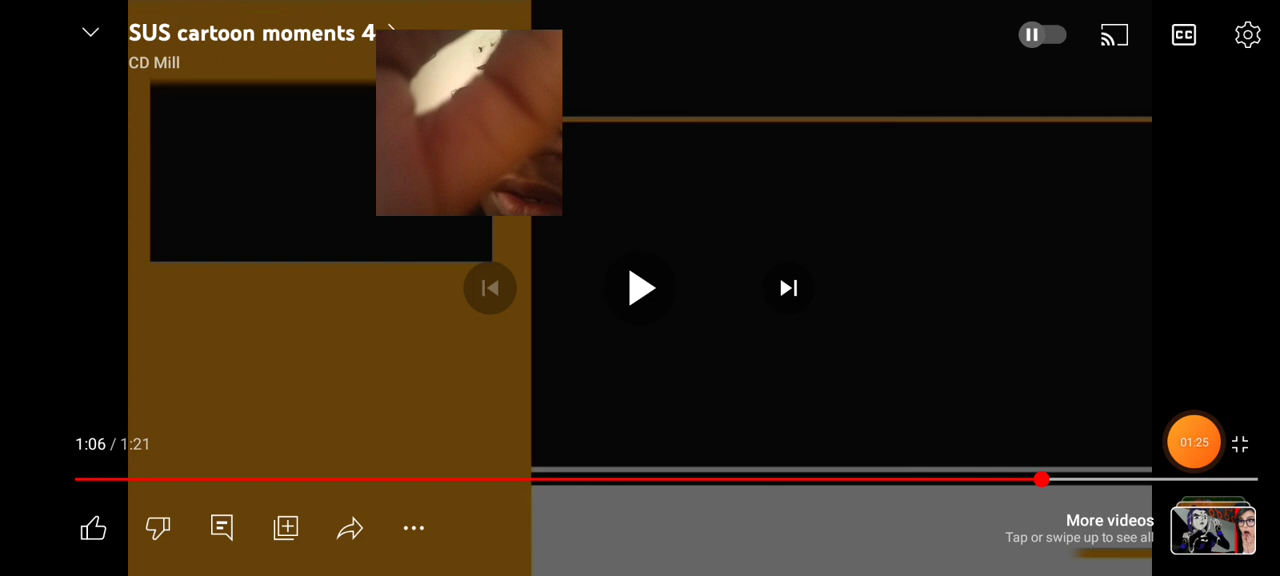 SUS cartoon moments 4
CD Mill
CC
1:06 / 1:21
01:25
More videos
Tap or swipe up to see all